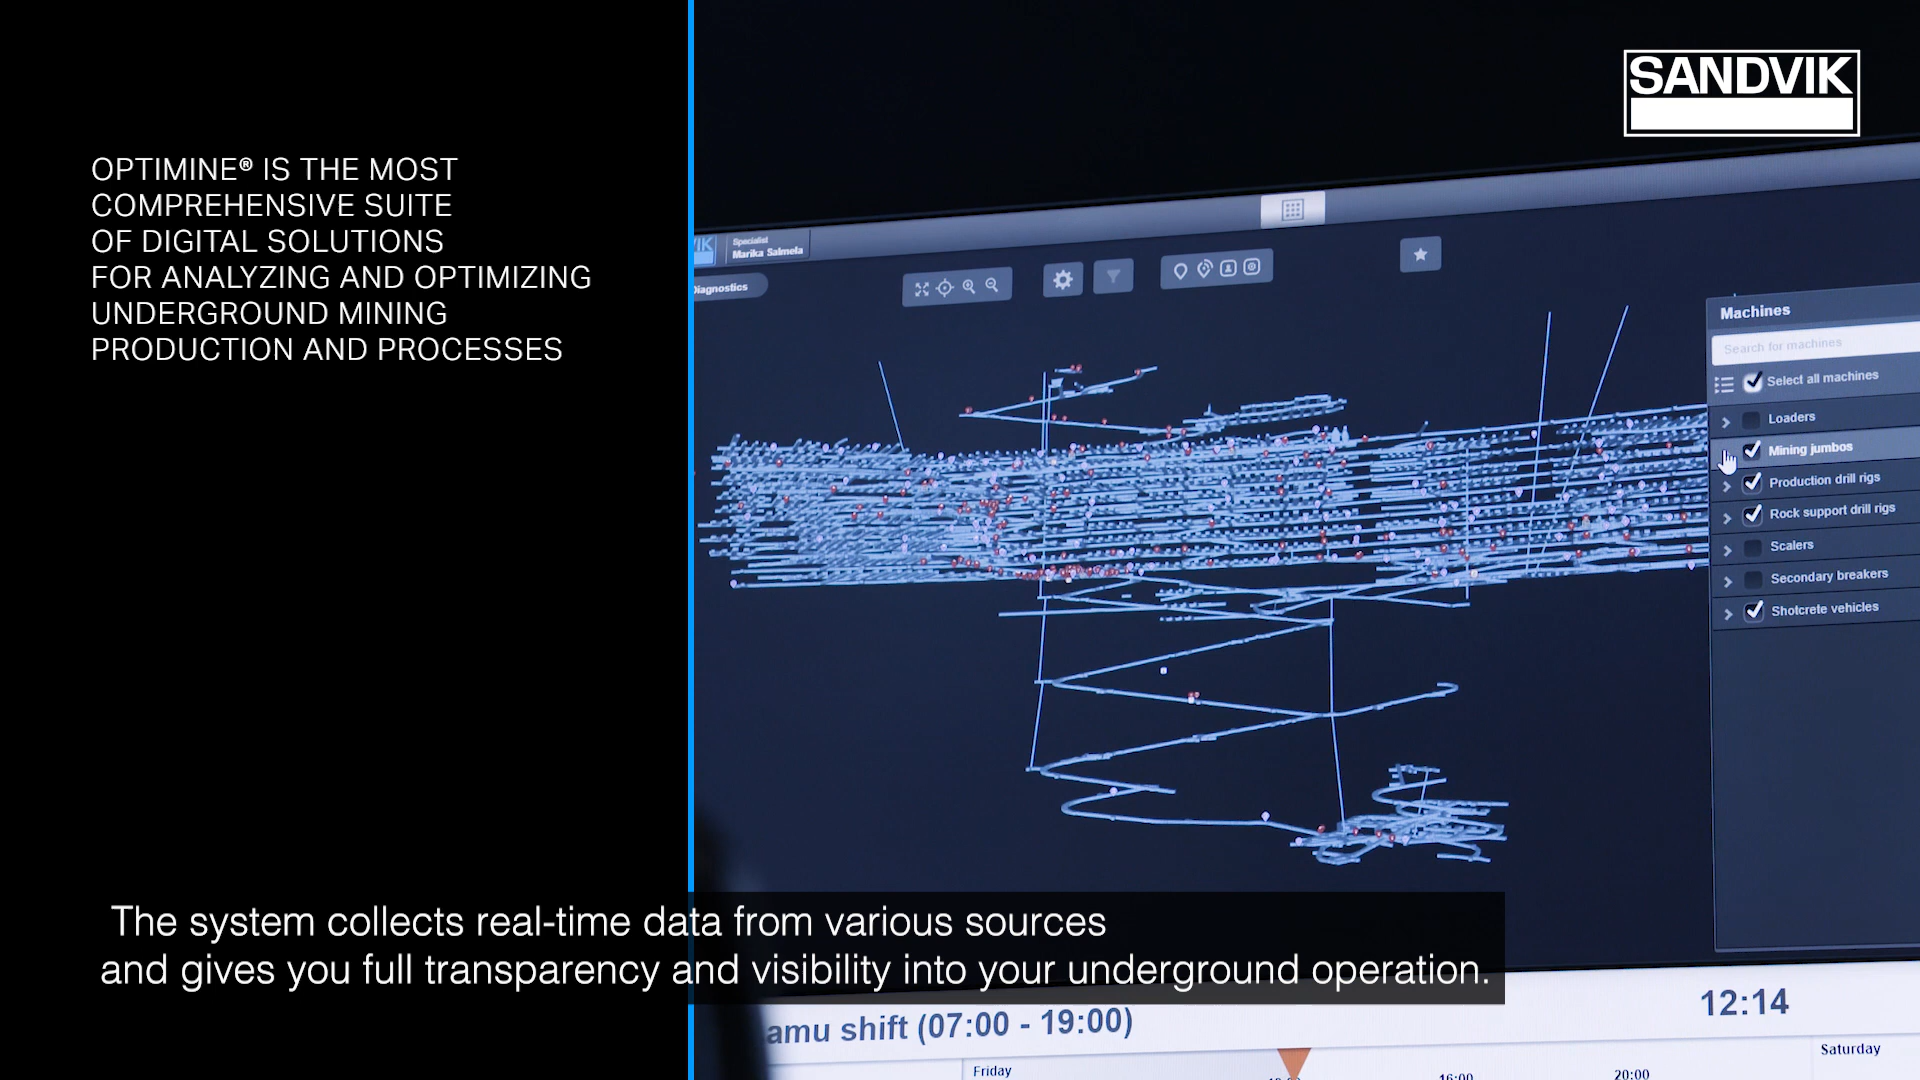 SANDVIK
OPTIMINE® IS THE MOST
COMPREHENSIVE SUITE
OF DIGITAL SOLUTIONS
FOR ANALYZING AND OPTIMIZING
UNDERGROUND MINING
PRODUCTION AND PROCESSES
Specialist
Marika Salmela
Diagnostics
Machines
Search for machines
Select all machines
Loaders
Mining jumbos
Production drill rigs
Rock support drill rigs
Scalers
Secondary breakers
Shotcrete vehicles
The system collects real-time data from various sources
and gives you full transparency and visibility into your underground operation.
12:14
amu shift (07:00 - 19:00)
Friday
16:00
20:00
Saturday